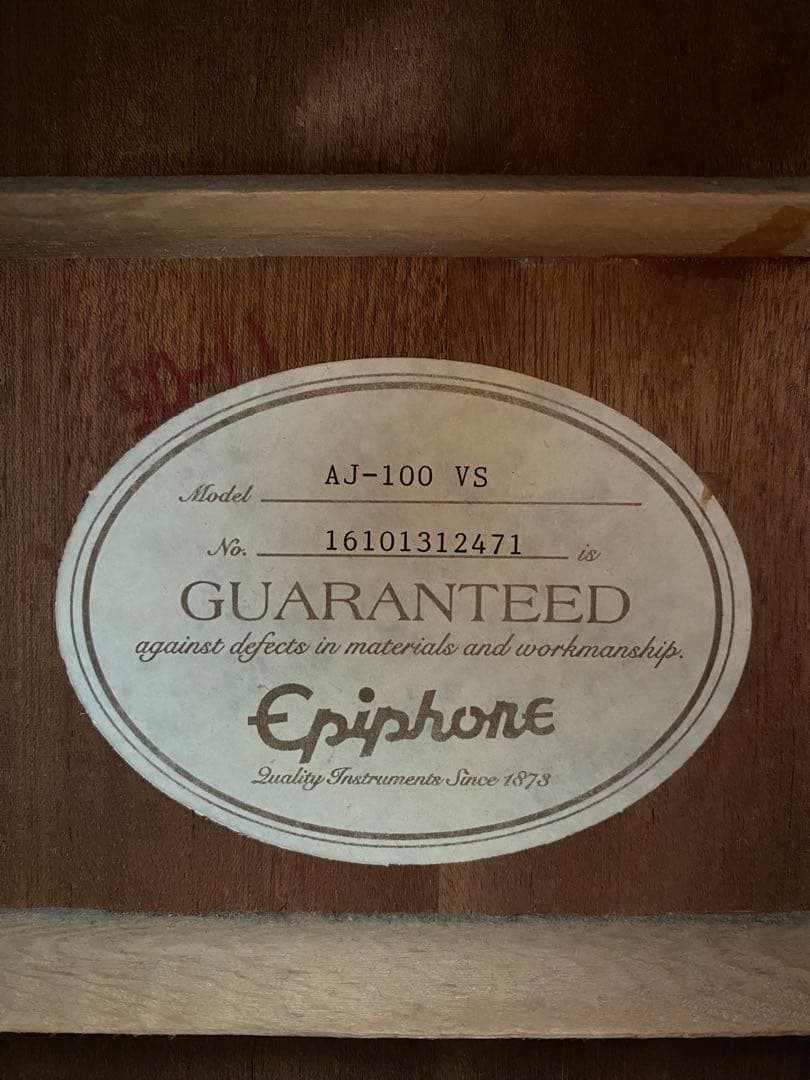 Model AJ-100 VS
No. 16101312471 is
GUARANTEED
against defects in materials and workmanship.
Epiphone
Quality Instruments Since 1873